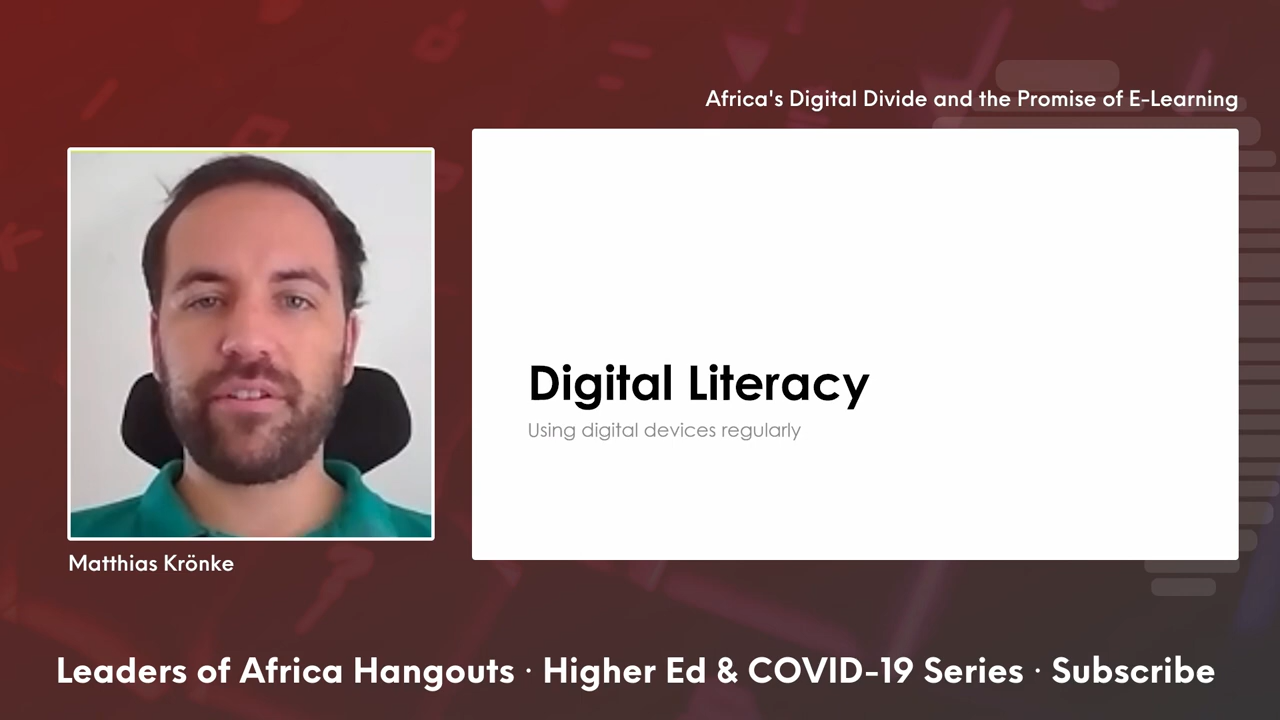 Africa's Digital Divide and the Promise of E-Learning
Digital Literacy
Using digital devices regularly
Matthias Krönke
Leaders of Africa Hangouts · Higher Ed & COVID-19 Series · Subscribe